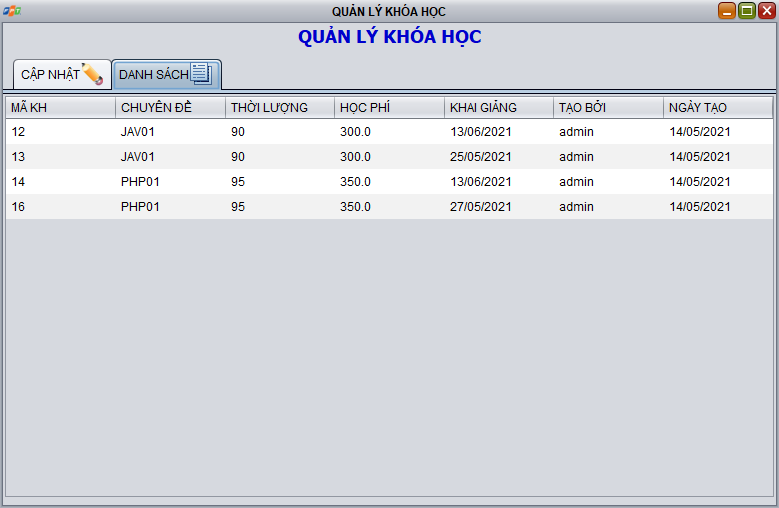 QUẢN LÝ KHÓA HỌC
QUẢN LÝ KHÓA HỌC
CẬP NHẬT DANH SÁCH
MÃ KH CHUYÊN ĐỀ THỜI LƯỢNG HỌC PHÍ KHAI GIẢNG TẠO BỞI NGÀY TẠO
12 JAV01 90 300.0 13/06/2021 admin 14/05/2021
13 JAV01 90 300.0 25/05/2021 admin 14/05/2021
14 PHP01 95 350.0 13/06/2021 admin 14/05/2021
16 PHP01 95 350.0 27/05/2021 admin 14/05/2021